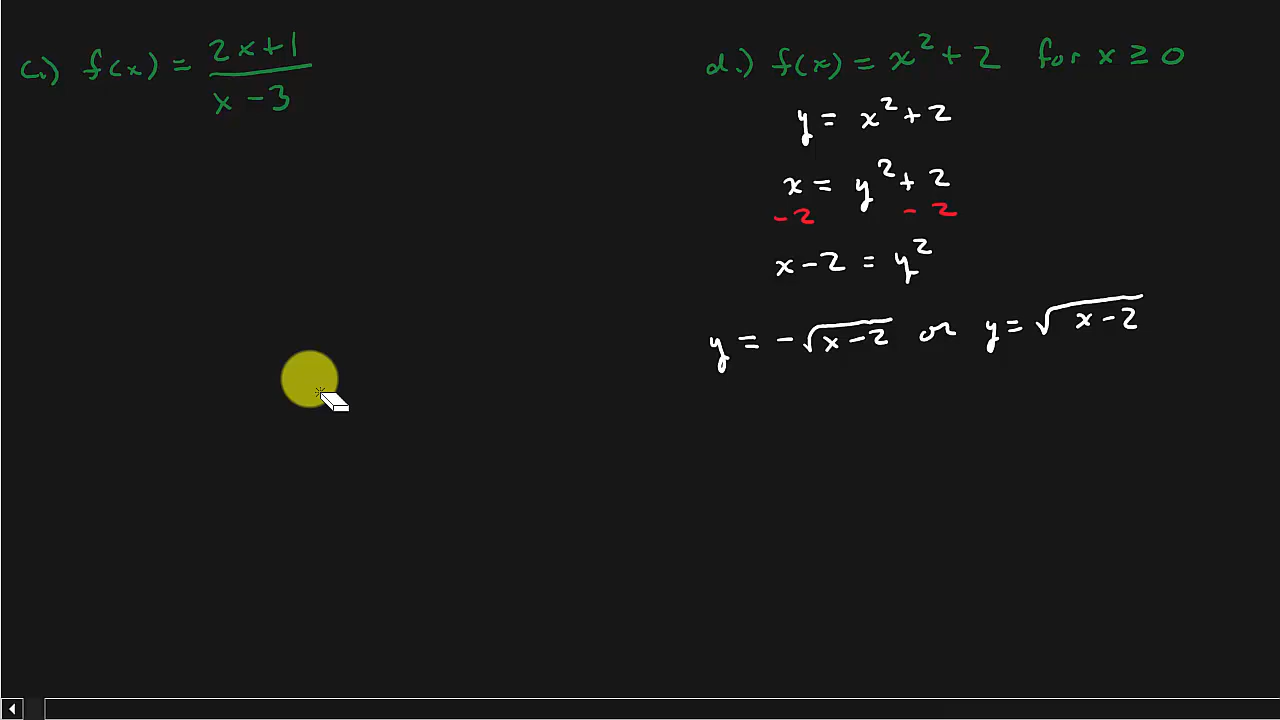 c.) f(x) = 2x+1
x-3
d.) f(x) = x²+2 for x ≥ 0
y = x²+2
x = y²+2
-2 -2
x-2 = y²
y = -√x-2 or y = √x-2